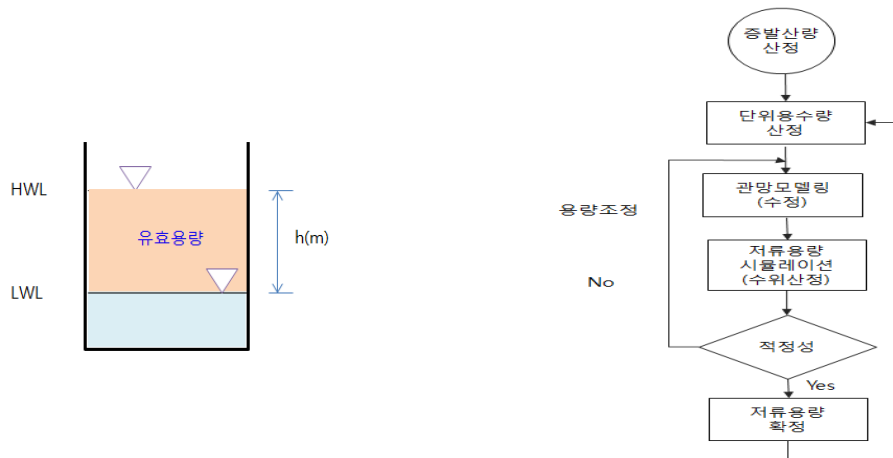 HWL
유효용량
h(m)
LWL
증발산량
산정
단위용수량
산정
관망모델링
(수정)
용량조정
저류용량
시뮬레이션
(수위산정)
No
적정성
Yes
저류용량
확정